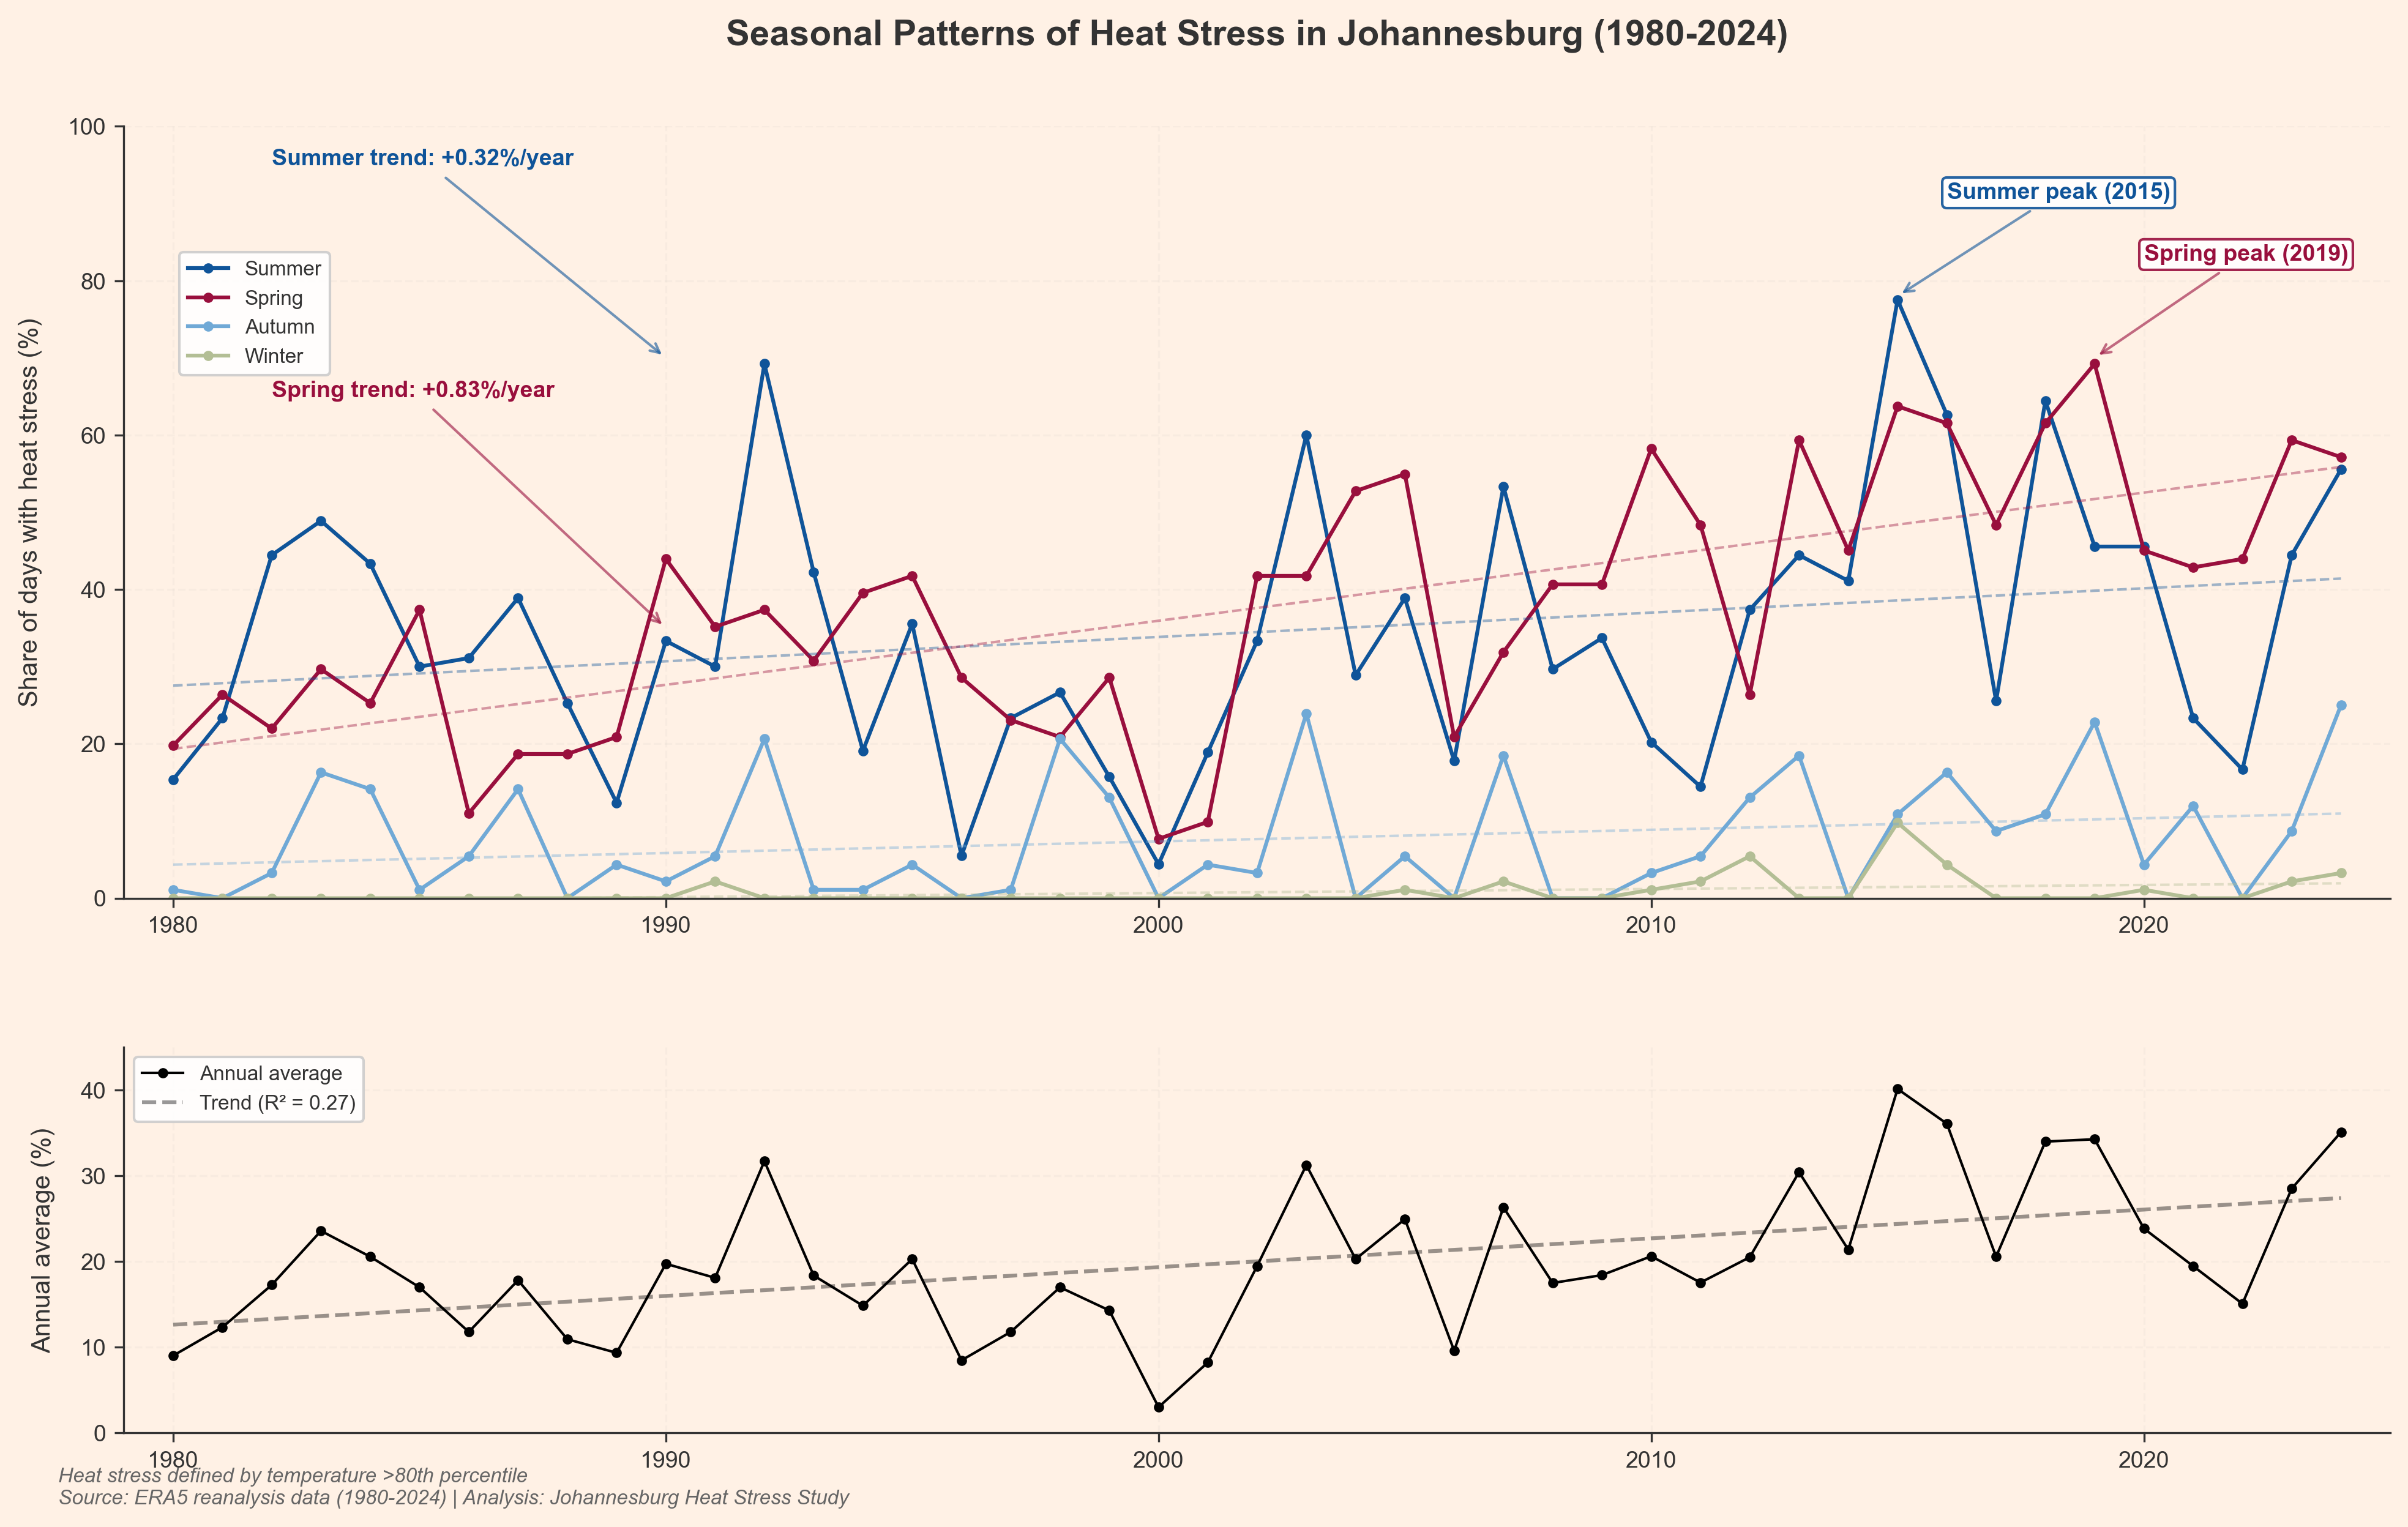 Seasonal Patterns of Heat Stress in Johannesburg (1980-2024)
Share of days with heat stress (%)
100
80
60
40
20
0
Summer trend: +0.32%/year
Summer peak (2015)
Spring peak (2019)
Summer
Spring
Autumn
Winter
Spring trend: +0.83%/year
1980
1990
2000
2010
2020
Annual average (%)
40
30
20
10
0
Annual average
Trend (R² = 0.27)
1980
1990
2000
2010
2020
Heat stress defined by temperature >80th percentile
Source: ERA5 reanalysis data (1980-2024) | Analysis: Johannesburg Heat Stress Study